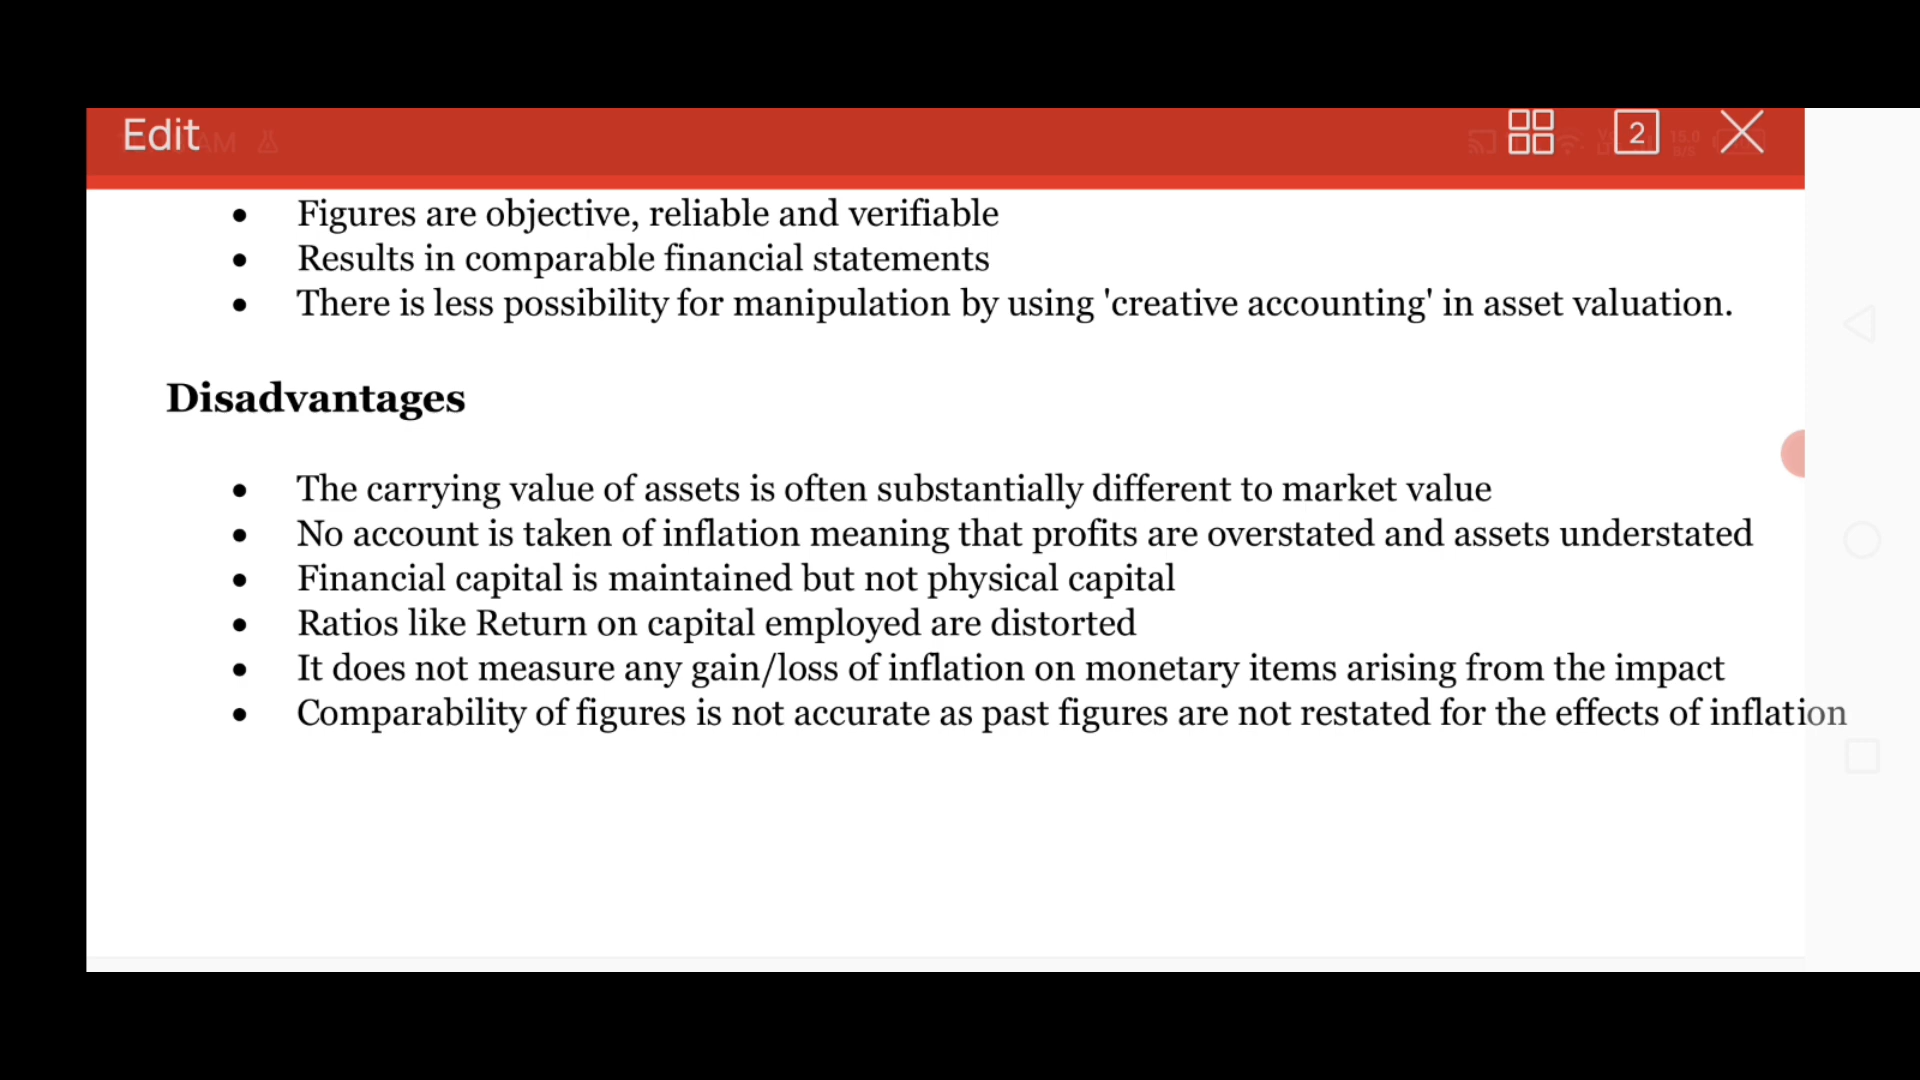 Edit
2
• Figures are objective, reliable and verifiable
• Results in comparable financial statements
• There is less possibility for manipulation by using 'creative accounting' in asset valuation.
Disadvantages
• The carrying value of assets is often substantially different to market value
• No account is taken of inflation meaning that profits are overstated and assets understated
• Financial capital is maintained but not physical capital
• Ratios like Return on capital employed are distorted
• It does not measure any gain/loss of inflation on monetary items arising from the impact
• Comparability of figures is not accurate as past figures are not restated for the effects of inflation